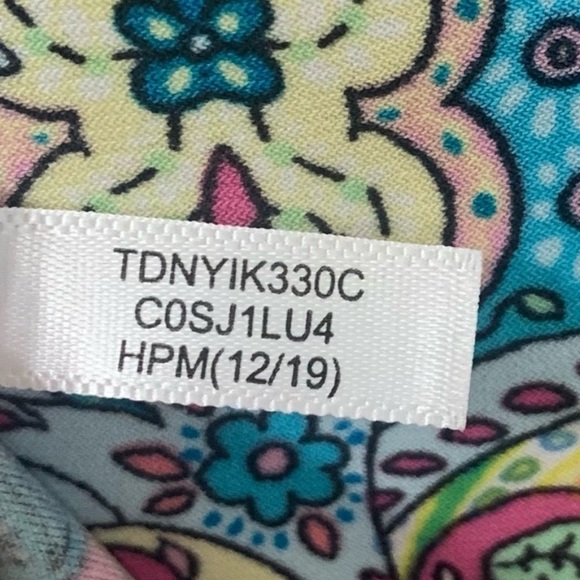 TDNYIK330C
C0SJ1LU4
HPM(12/19)